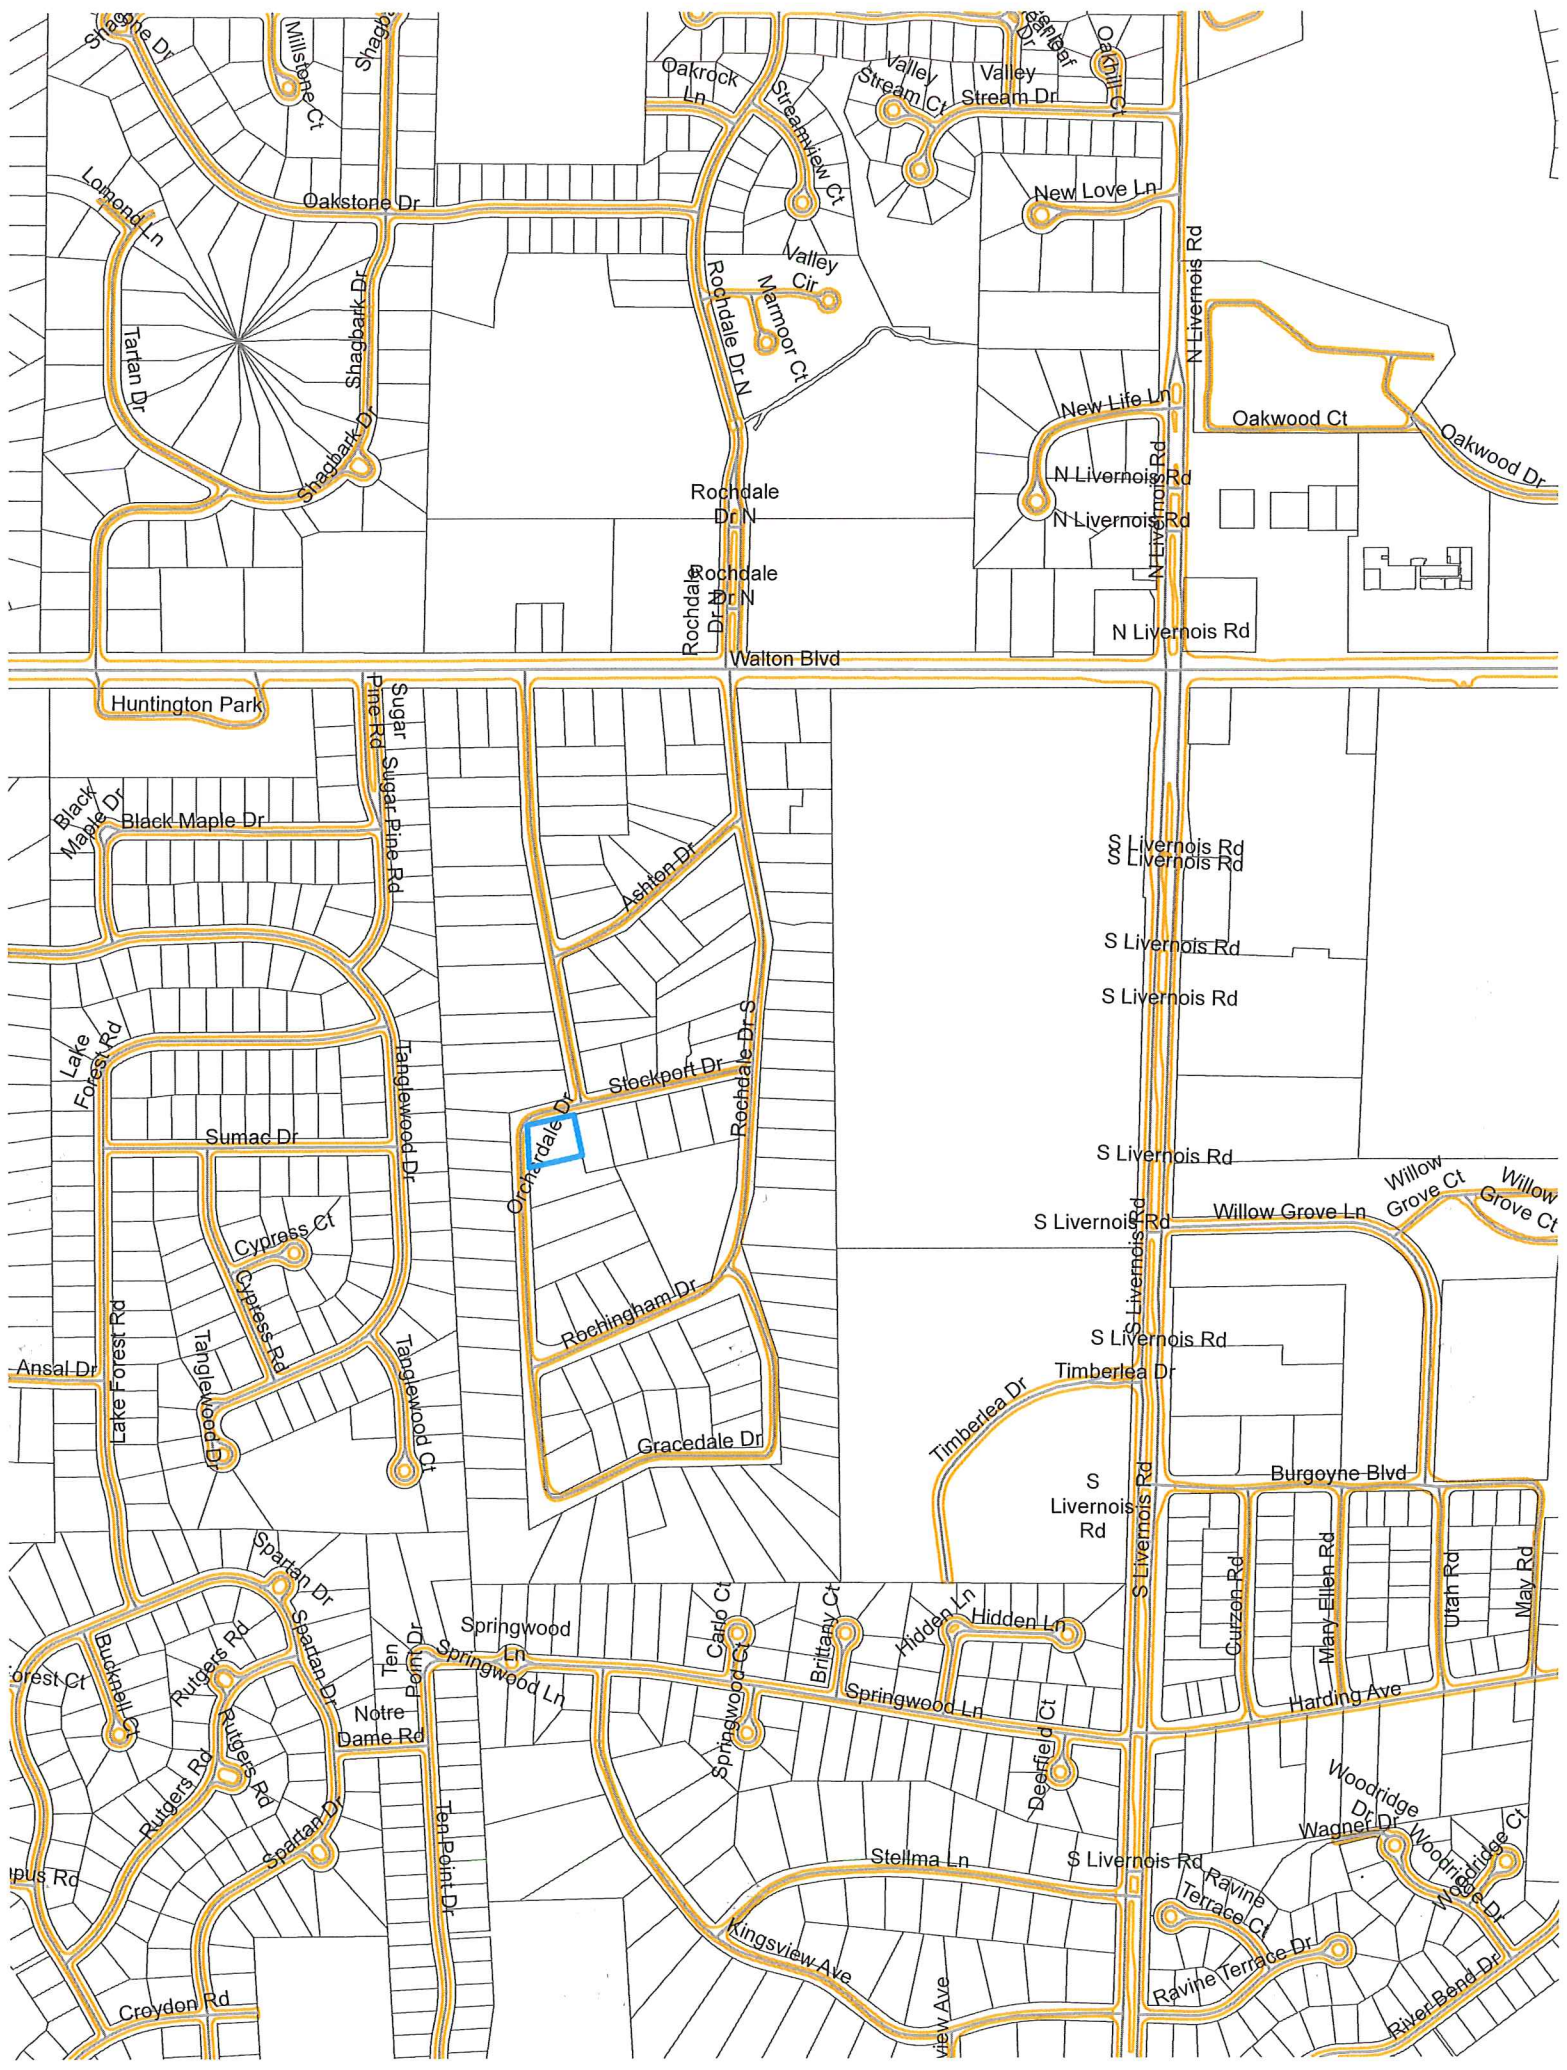 Oakstone Dr
Millstone Ct
Oakrock
Ln
Streamview Ct
Valley
Stream Ct
Valley
Stream Dr
Dr
Oakhill Ct
New Love Ln
Lomond Ln
Oakstone Dr
N Livernois Rd
Valley
Cir
Marmoor Ct
Rochdale Dr N
Tartan Dr
Shagbark Dr
Shagbark Dr
New Life Ln
Oakwood Ct
Oakwood Dr
N Livernois Rd
N Livernois Rd
N Livernois Rd
Rochdale
Dr N
Rochdale
Dr N
Rochdale
Dr N
N Livernois Rd
Walton Blvd
Huntington Park
Sugar
Pine Rd
Sugar Pine Rd
Black
Maple Dr
Black Maple Dr
Ashton Dr
S Livernois Rd
S Livernois Rd
S Livernois Rd
S Livernois Rd
Lake
Forest Rd
Tanglewood Dr
Stockport Dr
Rochdale Dr S
Orchardale Dr
Sumac Dr
S Livernois Rd
Willow
Grove Ct
Willow
Grove Ct
Willow Grove Ln
S Livernois Rd
S Livernois Rd
Cypress Ct
Cypress Rd
Rochingham Dr
S Livernois Rd
Lake Forest Rd
Ansal Dr
Tanglewood Dr
Tanglewood Ct
Timberlea Dr
Timberlea Dr
Gracedale Dr
Burgoyne Blvd
S
Livernois
Rd
S Livernois Rd
Curzon Rd
Mary Ellen Rd
Utah Rd
May Rd
Spartan Dr
Spartan Dr
Springwood
Ln
Springwood Ln
Ten
Point Dr
Carlo Ct
Brittany Ct
Hidden Ln
Hidden Ln
orest Ct
Bucknell Ct
Rutgers Rd
Rutgers Rd
Rutgers Rd
Notre
Dame Rd
Springwood Ct
Springwood Ln
Deerfield Ct
Harding Ave
Spartan Dr
Ten Point Dr
Woodridge
Dr
Wagner Dr
Woodridge Dr
Woodridge Ct
Stellma Ln
S Livernois Rd
Ravine
Terrace Ct
pus Rd
Kingsview Ave
Ravine Terrace Dr
River Bend Dr
Croydon Rd
view Ave